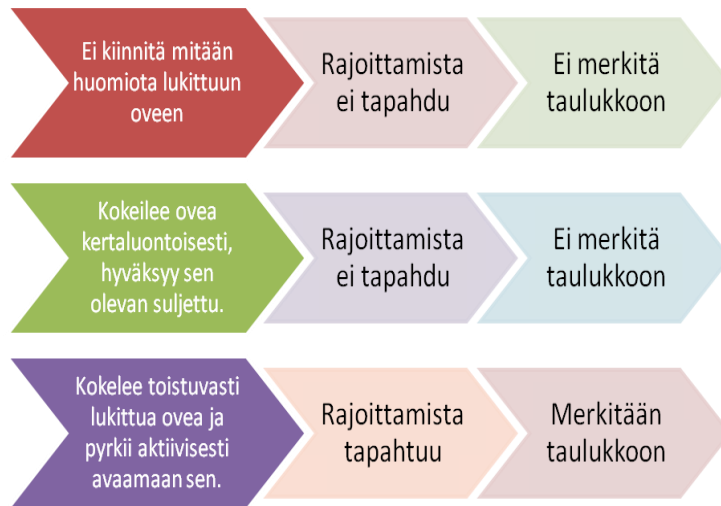 Ei kiinnitä mitään
huomiota lukittuun
oveen
Rajoittamista
ei tapahdu
Ei merkitä
taulukkoon
Kokeilee ovea
kertaluontoisesti,
hyväksyy sen
olevan suljettu.
Rajoittamista
ei tapahdu
Ei merkitä
taulukkoon
Kokelee toistuvasti
lukittua ovea ja
pyrkii aktiivisesti
avaamaan sen.
Rajoittamista
tapahtuu
Merkitään
taulukkoon